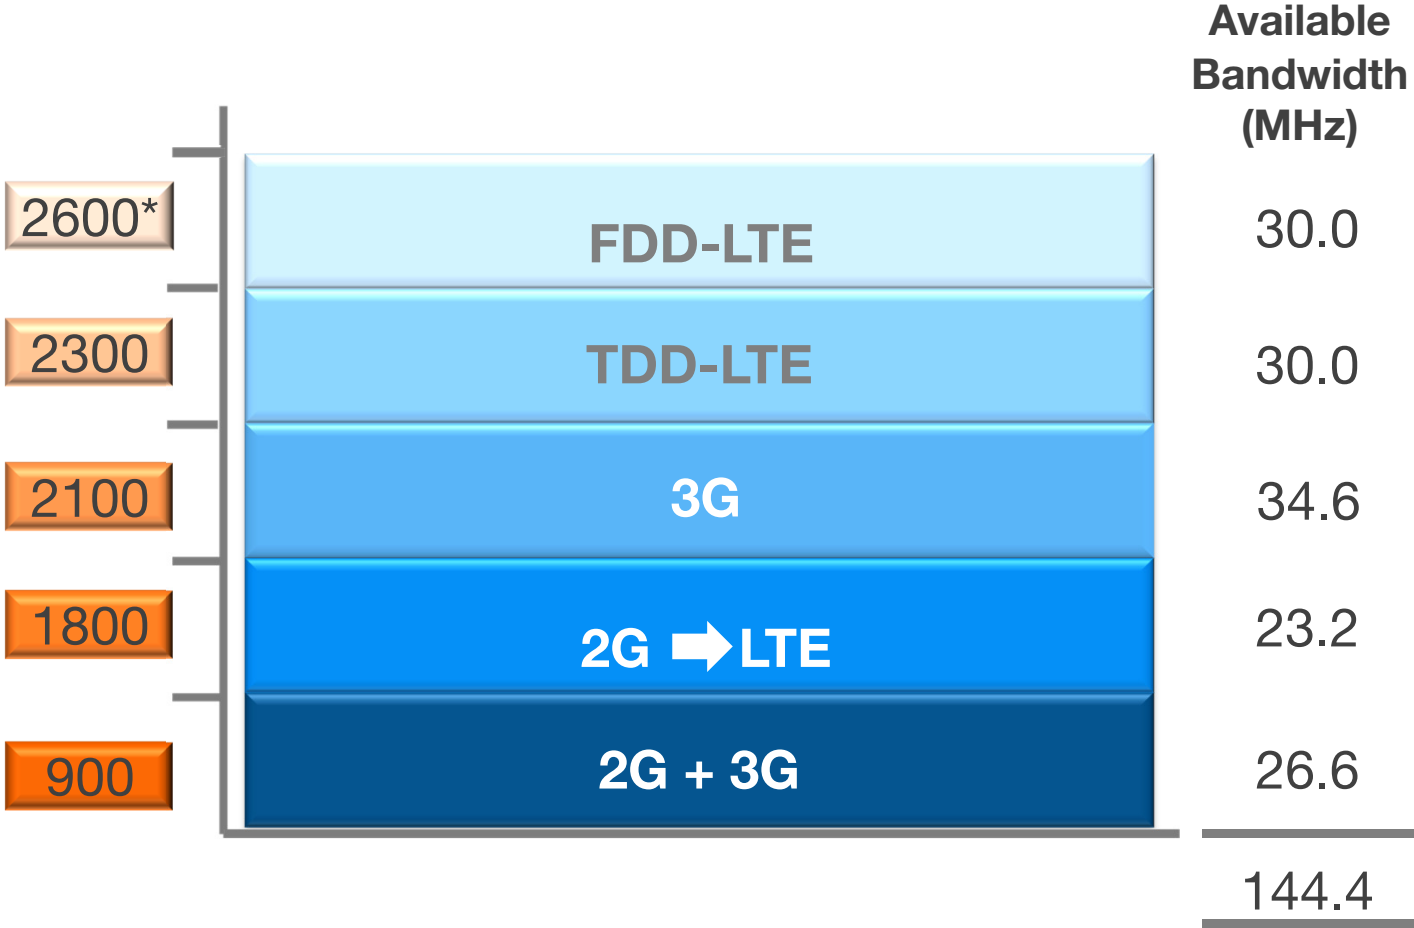 Available
Bandwidth
(MHz)
2600* FDD-LTE 30.0
2300 TDD-LTE 30.0
2100 3G 34.6
1800 2G ➡ LTE 23.2
900 2G + 3G 26.6
144.4